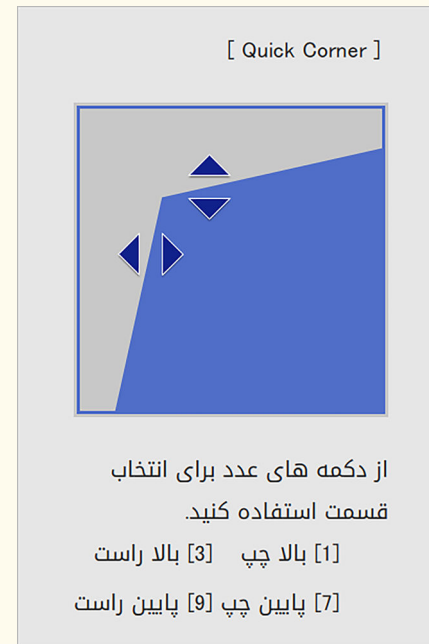 [ Quick Corner ]
از دکمه های عدد برای انتخاب
قسمت استفاده کنید.
[1] بالا چپ [3] بالا راست
[7] پایین چپ [9] پایین راست